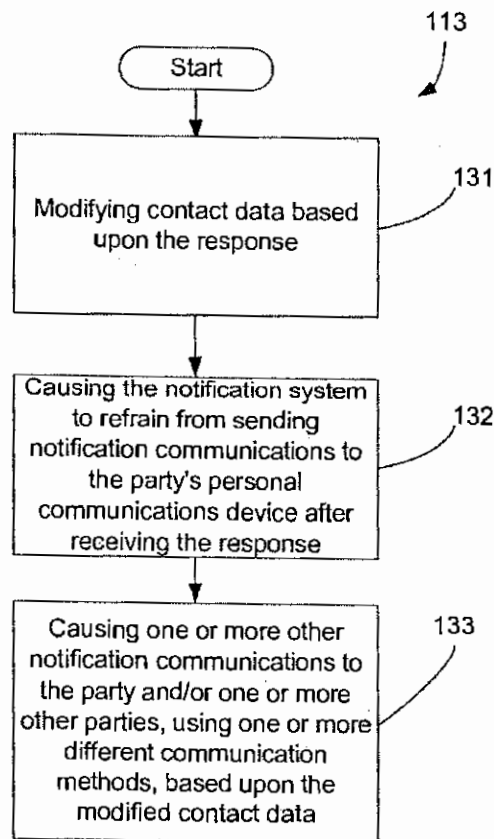 113
Start
131
Modifying contact data based
upon the response
Causing the notification system
to refrain from sending
notification communications to
the party's personal
communications device after
receiving the response
132
Causing one or more other
notification communications to
the party and/or one or more
other parties, using one or more
different communication
methods, based upon the
modified contact data
133